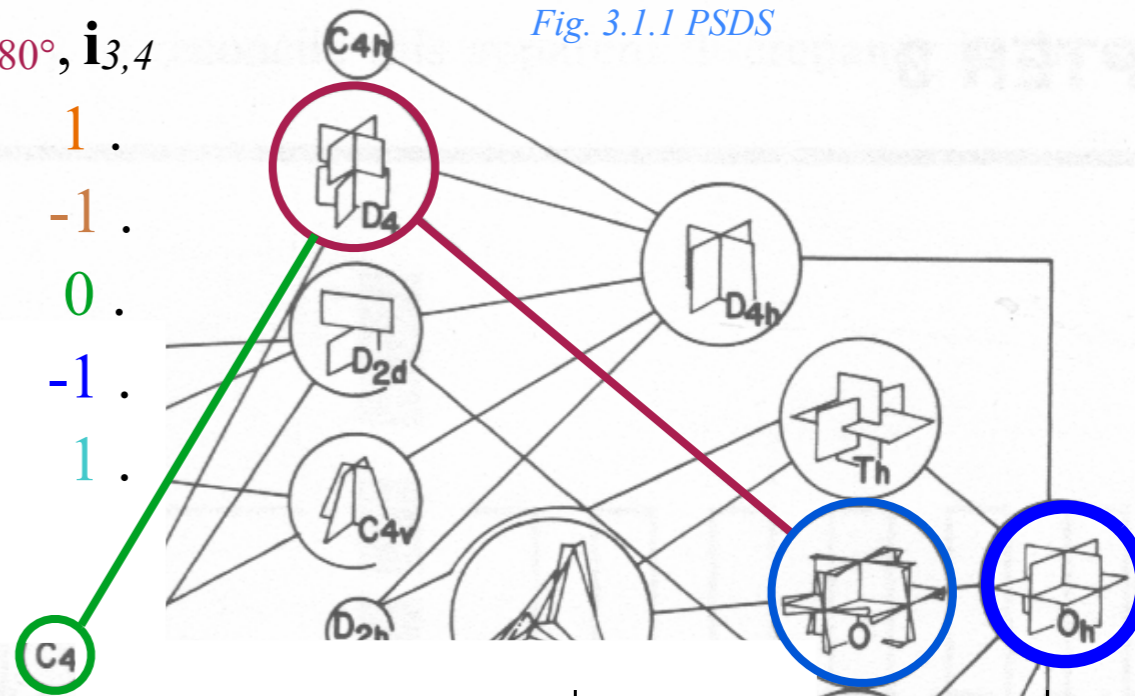 Fig. 3.1.1 PSDS
80°, i3,4
1 .
-1 .
0 .
-1 .
1 .
C4h
D4
D4h
D2d
Th
C4v
O
Oh
D2h
C4